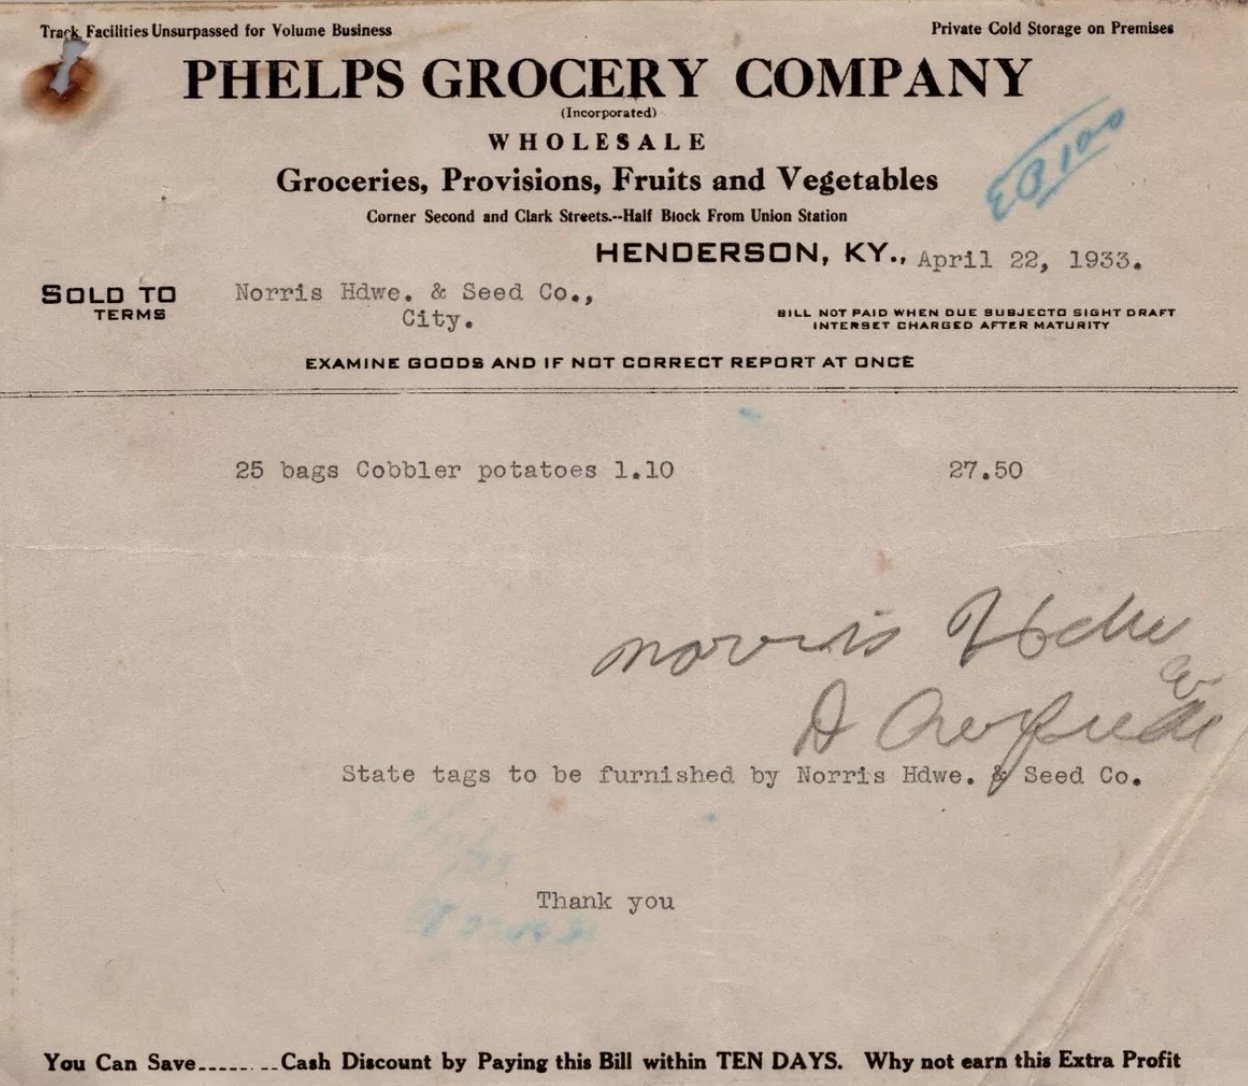 Track Facilities Unsurpassed for Volume Business
Private Cold Storage on Premises
PHELPS GROCERY COMPANY
(Incorporated)
WHOLESALE
Groceries, Provisions, Fruits and Vegetables
Corner Second and Clark Streets.--Half Block From Union Station
HENDERSON, KY., April 22, 1933.
SOLD TO Norris Hdwe. & Seed Co.,
TERMS City.
BILL NOT PAID WHEN DUE SUBJECTO SIGHT DRAFT
INTERSET CHARGED AFTER MATURITY
EXAMINE GOODS AND IF NOT CORRECT REPORT AT ONCE
25 bags Cobbler potatoes 1.10 27.50
Norris Hdw
State tags to be furnished by Norris Hdwe. & Seed Co.
Thank you
You Can Save........Cash Discount by Paying this Bill within TEN DAYS. Why not earn this Extra Profit